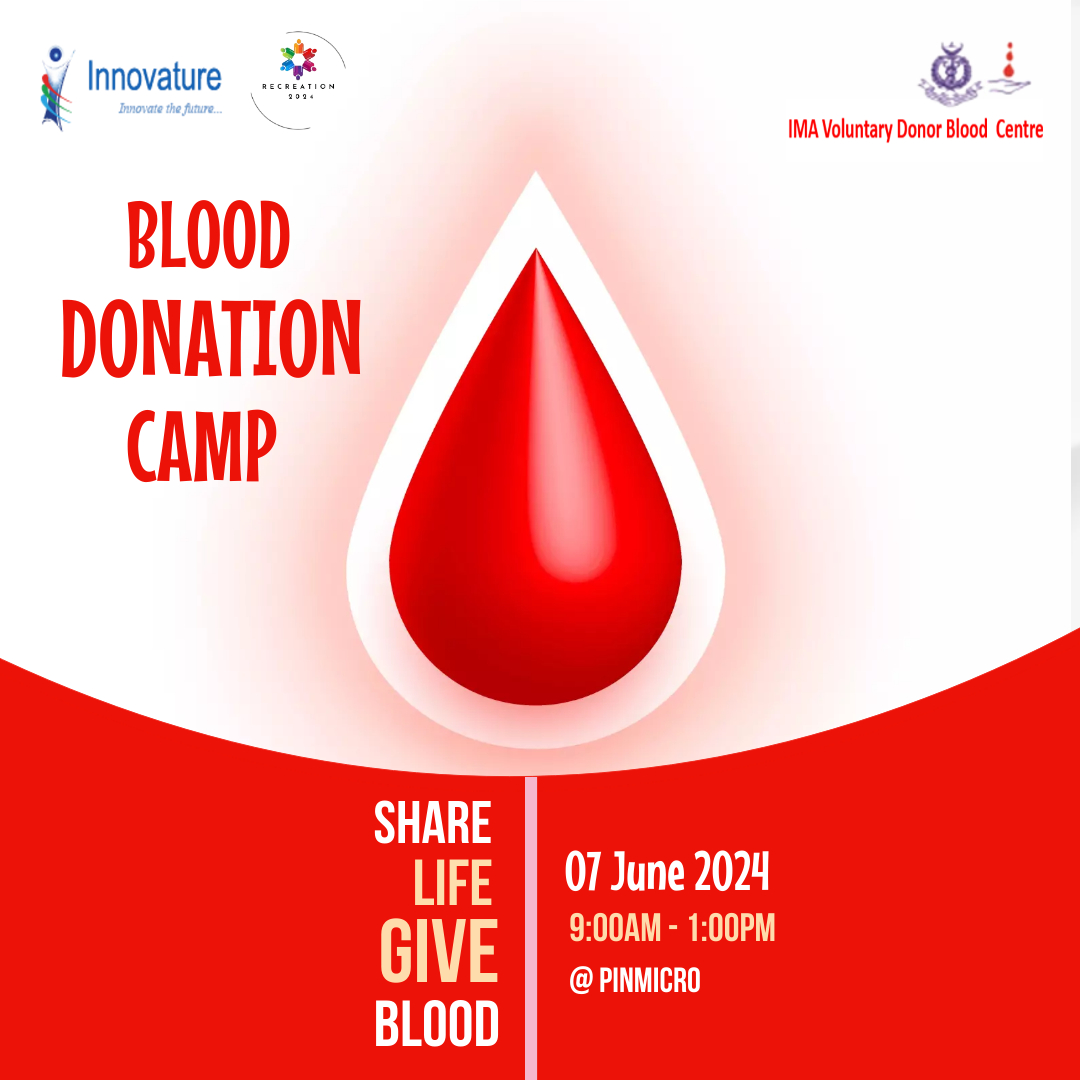 Innovature
Innovate the future...
RECREATION
2024
IMA Voluntary Donor Blood Centre
BLOOD
DONATION
CAMP
SHARE
LIFE
GIVE
BLOOD
07 June 2024
9:00AM - 1:00PM
@ PINMICRO